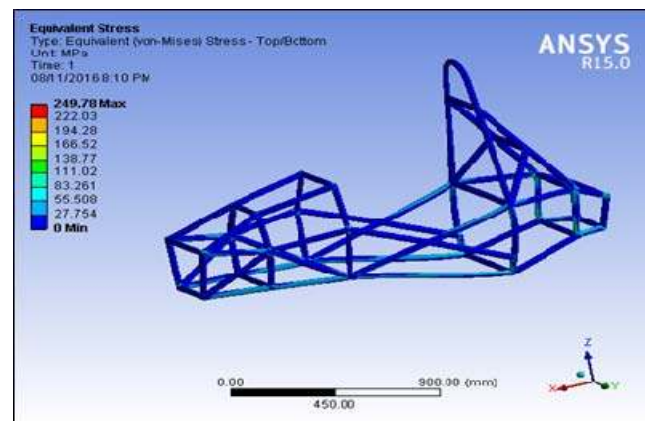 Equivalent Stress
Type: Equivalent (von-Mises) Stress - Top/Bottom
Unit: MPa
Time: 1
08/11/2016 8:10 PM
ANSYS
R15.0
249.78 Max
222.03
194.28
166.52
138.77
111.02
83.261
55.508
27.754
0 Min
Z
X
Y
0.00
900.00 (mm)
450.00